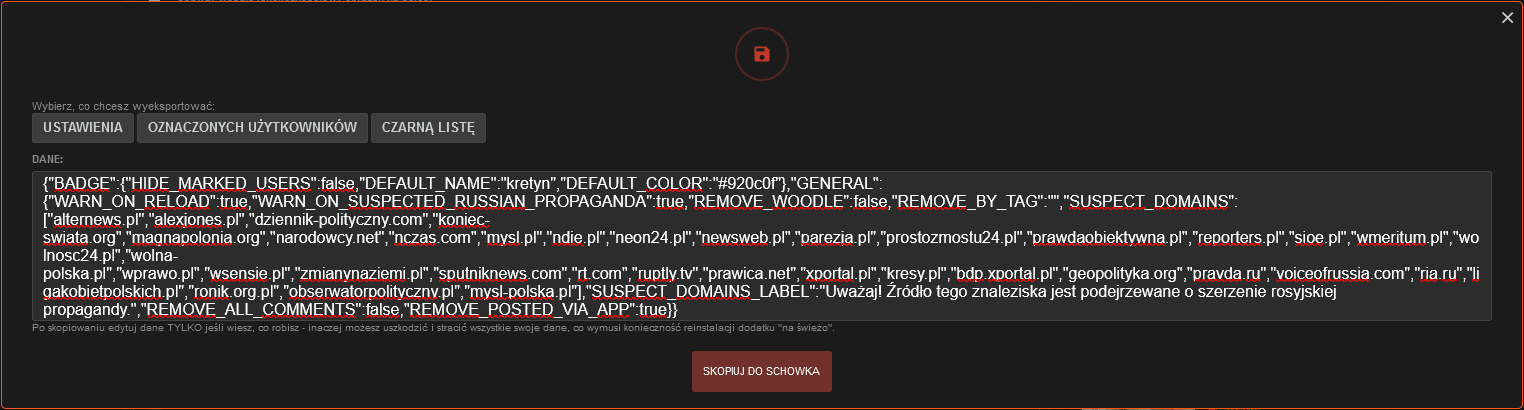 Wybierz, co chcesz wyeksportować:
USTAWIENIA OZNACZONYCH UŻYTKOWNIKÓW CZARNĄ LISTĘ
DANE:
{"BADGE":{"HIDE_MARKED_USERS":false,"DEFAULT_NAME":"kretyn","DEFAULT_COLOR":"#920c0f"},"GENERAL":
{"WARN_ON_RELOAD":true,"WARN_ON_SUSPECTED_RUSSIAN_PROPAGANDA":true,"REMOVE_WOODLE":false,"REMOVE_BY_TAG":"","SUSPECT_DOMAINS":
["alternews.pl","alexjones.pl","dziennik-polityczny.com","koniec-
swiata.org","magnapolonia.org","narodowcy.net","nczas.com","mysl.pl","ndie.pl","neon24.pl","newsweb.pl","parezja.pl","prostozmostu24.pl","prawdaobiektywna.pl","reporters.pl","sioe.pl","wmeritum.pl","wo
lnosc24.pl","wolna-
polska.pl","wprawo.pl","wsensie.pl","zmianynaziemi.pl","sputniknews.com","rt.com","ruptly.tv","prawica.net","xportal.pl","kresy.pl","bdp.xportal.pl","geopolityka.org","pravda.ru","voiceofrussia.com","ria.ru","li
gakobietpolskich.pl","ronik.org.pl","obserwatorpolityczny.pl","mysl-polska.pl"],"SUSPECT_DOMAINS_LABEL":"Uważaj! Źródło tego znaleziska jest podejrzewane o szerzenie rosyjskiej
propagandy.","REMOVE_ALL_COMMENTS":false,"REMOVE_POSTED_VIA_APP":true}}
Po skopiowaniu edytuj dane TYLKO jeśli wiesz, co robisz - inaczej możesz uszkodzić i stracić wszystkie swoje dane, co wymusi konieczność reinstalacji dodatku "na świeżo".
SKOPIUJ DO SCHOWKA